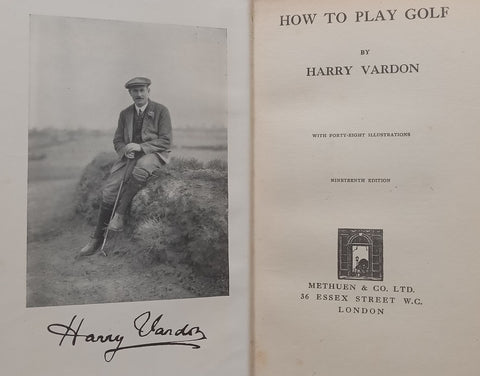 Harry Vardon
HOW TO PLAY GOLF
BY
HARRY VARDON
WITH FORTY-EIGHT ILLUSTRATIONS
NINETEENTH EDITION
METHUEN & CO. LTD.
36 ESSEX STREET W.C.
LONDON